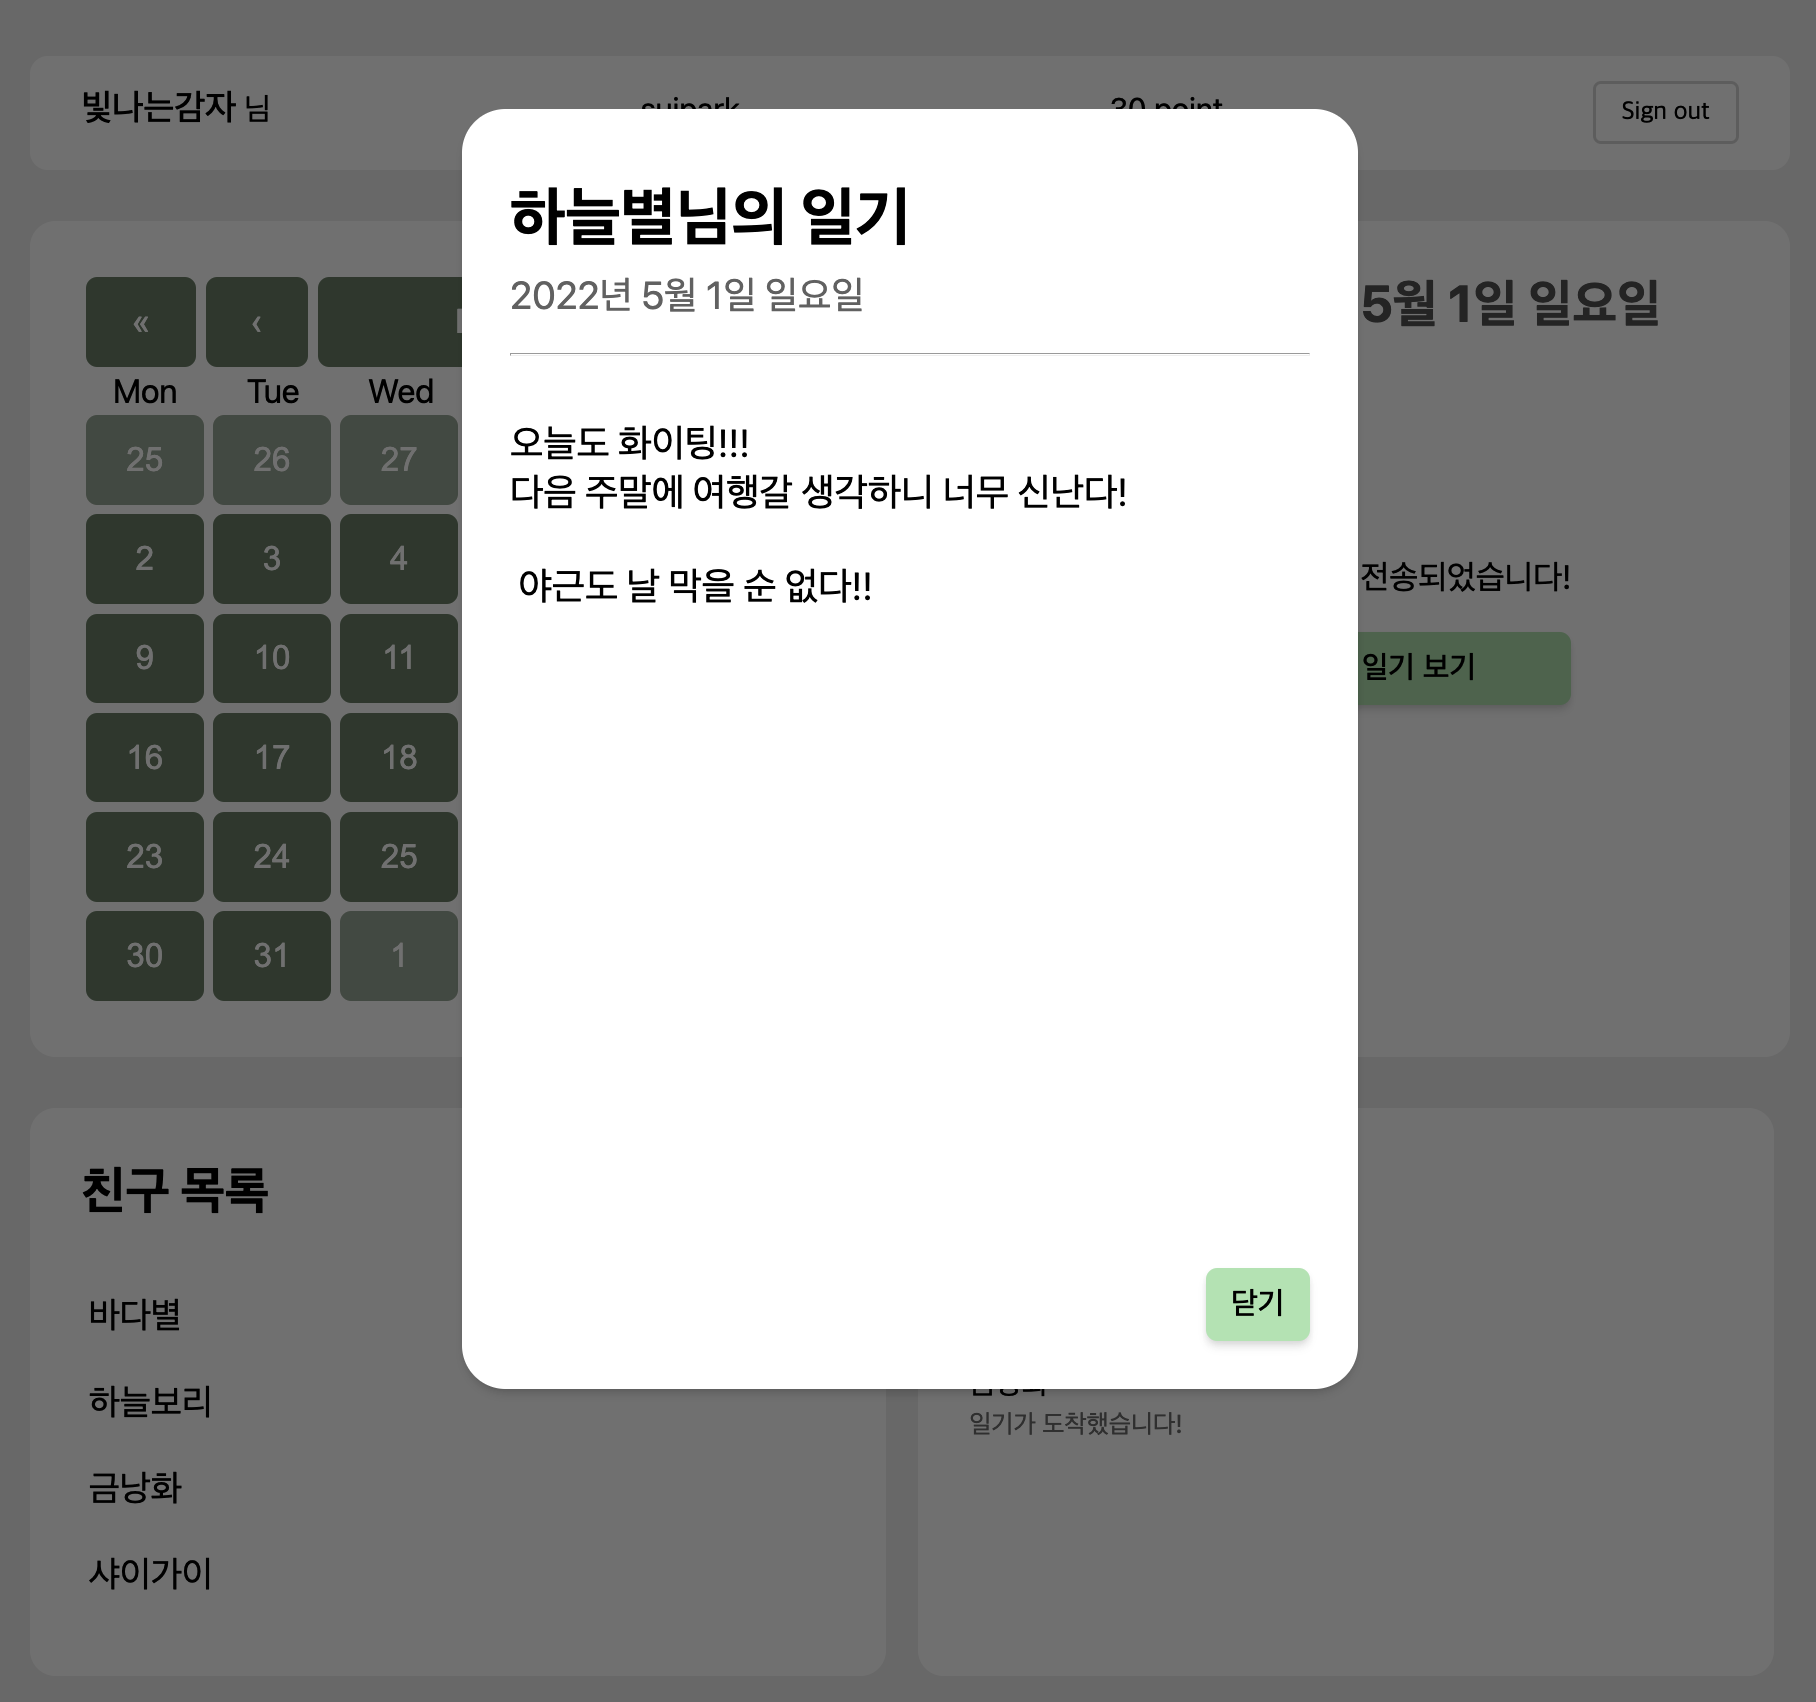 빛나는감자 님
suipark
30 point
Sign out
하늘별님의 일기
2022년 5월 1일 일요일
오늘도 화이팅!!!
다음 주말에 여행갈 생각하니 너무 신난다!
야근도 날 막을 순 없다!!
닫기
« ‹
Mon Tue Wed
25 26 27
2 3 4
9 10 11
16 17 18
23 24 25
30 31 1
5월 1일 일요일
전송되었습니다!
일기 보기
친구 목록
바다별
하늘보리
금낭화
샤이가이
일기가 도착했습니다!